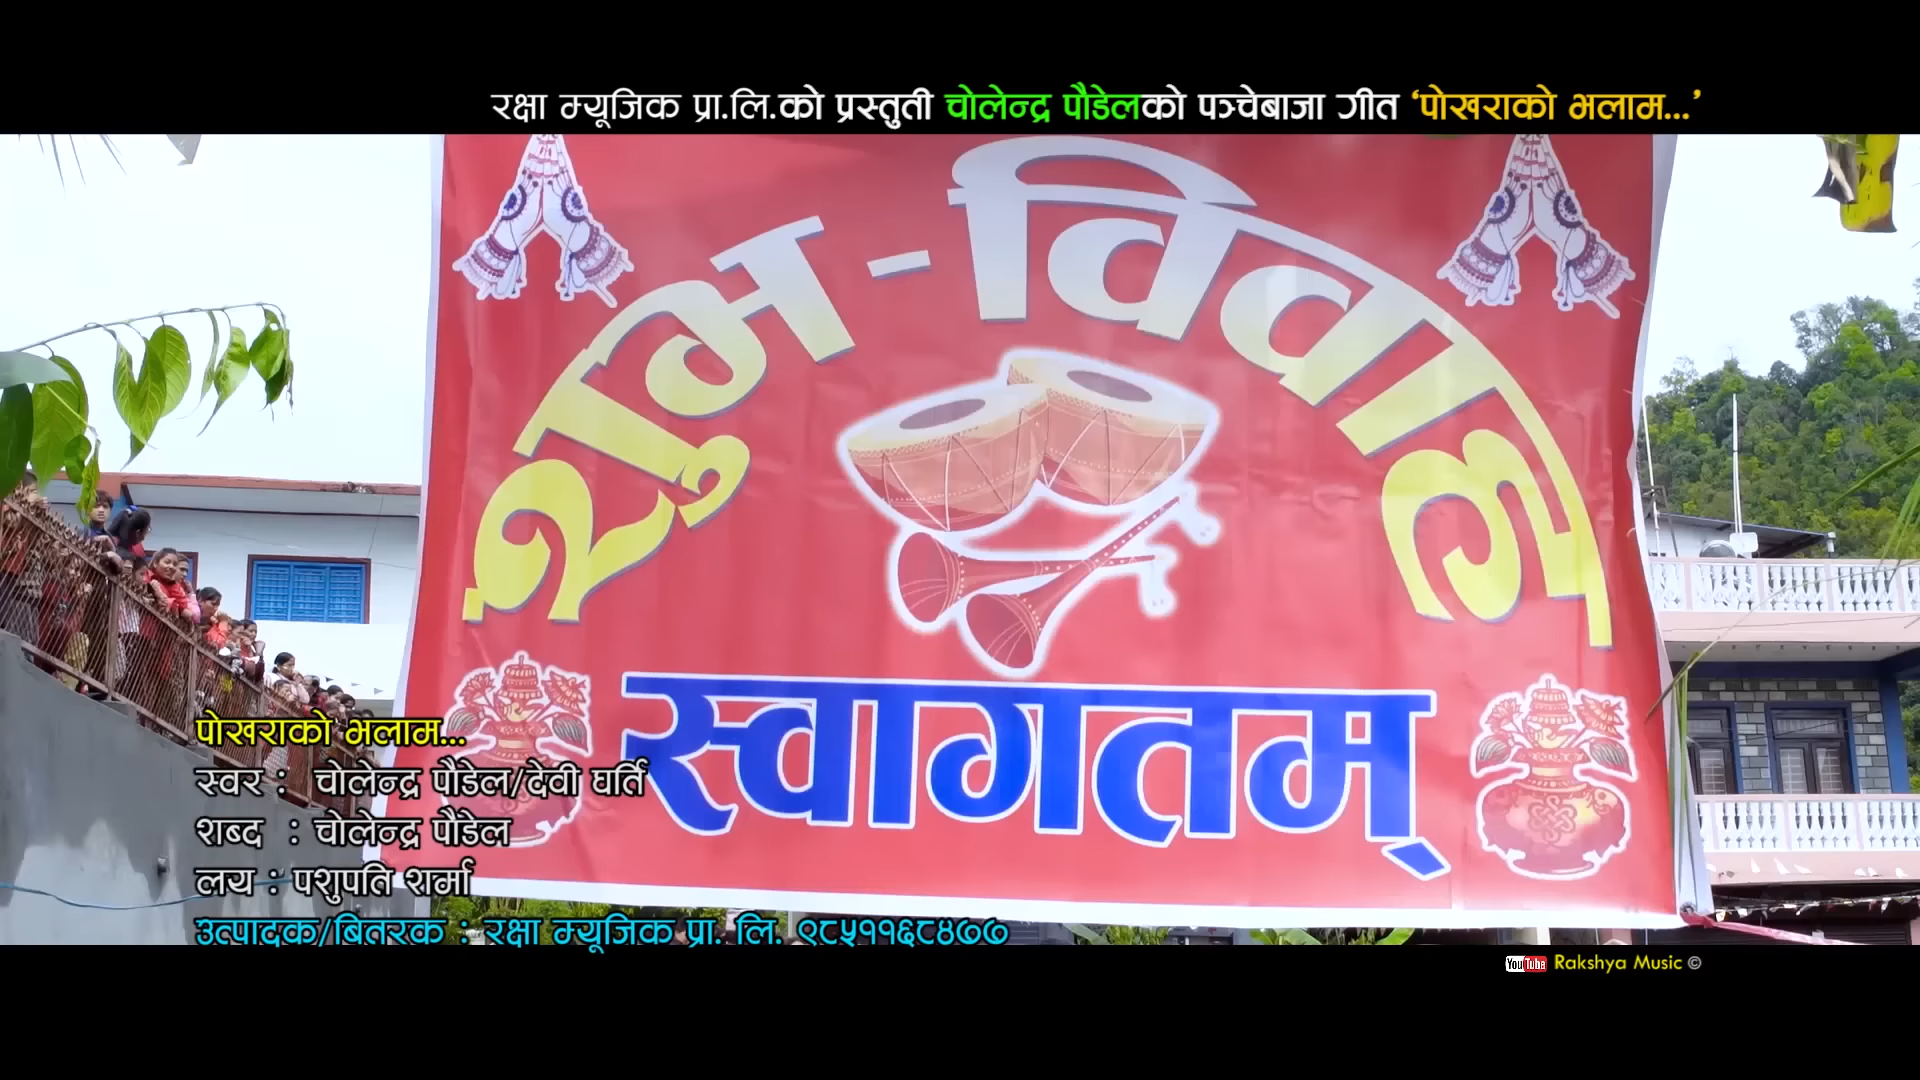 रक्षा म्यूजिक प्रा.लि.को प्रस्तुती चोलेन्द्र पौडेलको पञ्चेबाजा गीत ‘पोखराको भलाम...’
शुभ-विवाह
स्वागतम्
पोखराको भलाम...
स्वर : चोलेन्द्र पौडेल/देवी घर्ति
शब्द : चोलेन्द्र पौडेल
लय : पशुपति शर्मा
उत्पादक/बितरक : रक्षा म्यूजिक प्रा. लि. ९८५११६८४७७
YouTube Rakshya Music ©